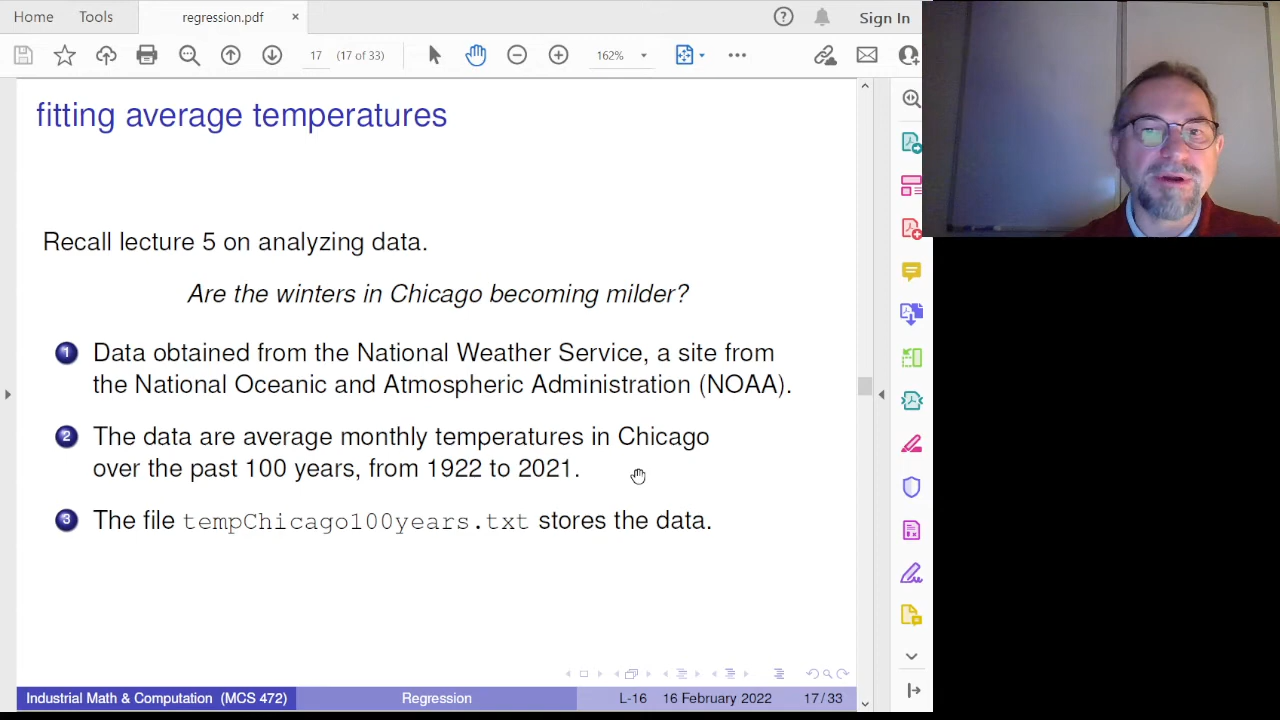 Home Tools regression.pdf × Sign In
17 (17 of 33) 162%
fitting average temperatures
Recall lecture 5 on analyzing data.
Are the winters in Chicago becoming milder?
1 Data obtained from the National Weather Service, a site from
the National Oceanic and Atmospheric Administration (NOAA).
2 The data are average monthly temperatures in Chicago
over the past 100 years, from 1922 to 2021.
3 The file tempChicago100years.txt stores the data.
Industrial Math & Computation (MCS 472) Regression L-16 16 February 2022 17/33